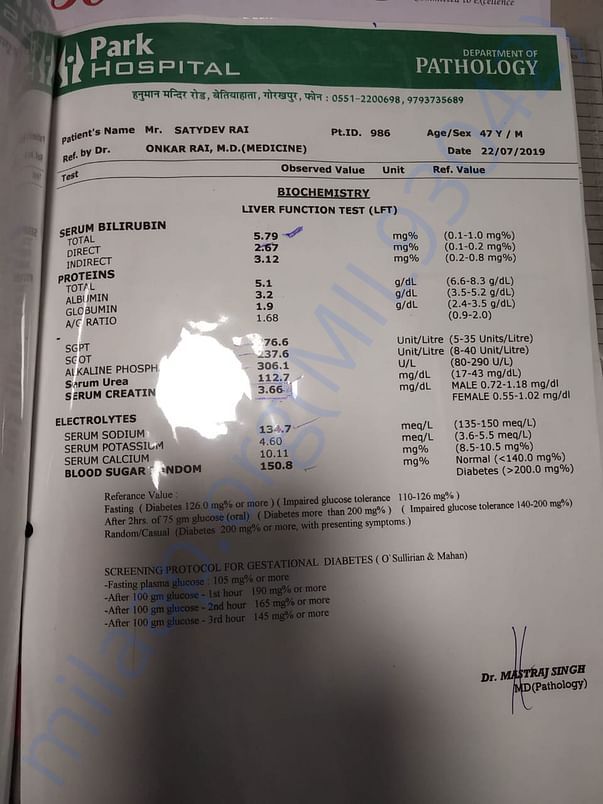 Committed to Excellence
Park
HOSPITAL
DEPARTMENT OF
PATHOLOGY
हनुमान मन्दिर रोड, बेतियाहाता, गोरखपुर, फोन : 0551-2200698, 9793735689
Patient's Name Mr. SATYDEV RAI Pt.ID. 986 Age/Sex 47 Y / M
Ref. by Dr. ONKAR RAI, M.D.(MEDICINE) Date 22/07/2019
Test Observed Value Unit Ref. Value
BIOCHEMISTRY
LIVER FUNCTION TEST (LFT)
SERUM BILIRUBIN
TOTAL 5.79 mg% (0.1-1.0 mg%)
DIRECT 2.67 mg% (0.1-0.2 mg%)
INDIRECT 3.12 mg% (0.2-0.8 mg%)
PROTEINS
TOTAL 5.1 g/dL (6.6-8.3 g/dL)
ALBUMIN 3.2 g/dL (3.5-5.2 g/dL)
GLOBUMIN 1.9 g/dL (2.4-3.5 g/dL)
A/G RATIO 1.68 (0.9-2.0)
-
SGPT 76.6 Unit/Litre (5-35 Units/Litre)
SGOT 237.6 Unit/Litre (8-40 Unit/Litre)
ALKALINE PHOSPH 306.1 U/L (80-290 U/L)
Serum Urea 112.7 mg/dL (17-43 mg/dL)
SERUM CREATIN 3.66 mg/dL MALE 0.72-1.18 mg/dl
FEMALE 0.55-1.02 mg/dl
ELECTROLYTES
SERUM SODIUM 134.7 meq/L (135-150 meq/L)
SERUM POTASSIUM 4.60 meq/L (3.6-5.5 meq/L)
SERUM CALCIUM 10.11 mg% (8.5-10.5 mg%)
BLOOD SUGAR NDOM 150.8 mg% Normal (<140.0 mg%)
Diabetes (>200.0 mg%)
Referance Value :
Fasting ( Diabetes 126.0 mg% or more ) ( Impaired glucose tolerance 110-126 mg% )
After 2hrs. of 75 gm glucose (oral) ( Diabetes more than 200 mg% ) ( Impaired glucose tolerance 140-200 mg%)
Random/Casual (Diabetes 200 mg% or more, with presenting symptoms.)
SCREENING PROTOCOL FOR GESTATIONAL DIABETES ( O`Sullirian & Mahan)
-Fasting plasma glucose : 105 mg% or more
-After 100 gm glucose - 1st hour 190 mg% or more
-After 100 gm glucose - 2nd hour 165 mg% or more
-After 100 gm glucose - 3rd hour 145 mg% or more
Dr. MASTRAJ SINGH
MD(Pathology)